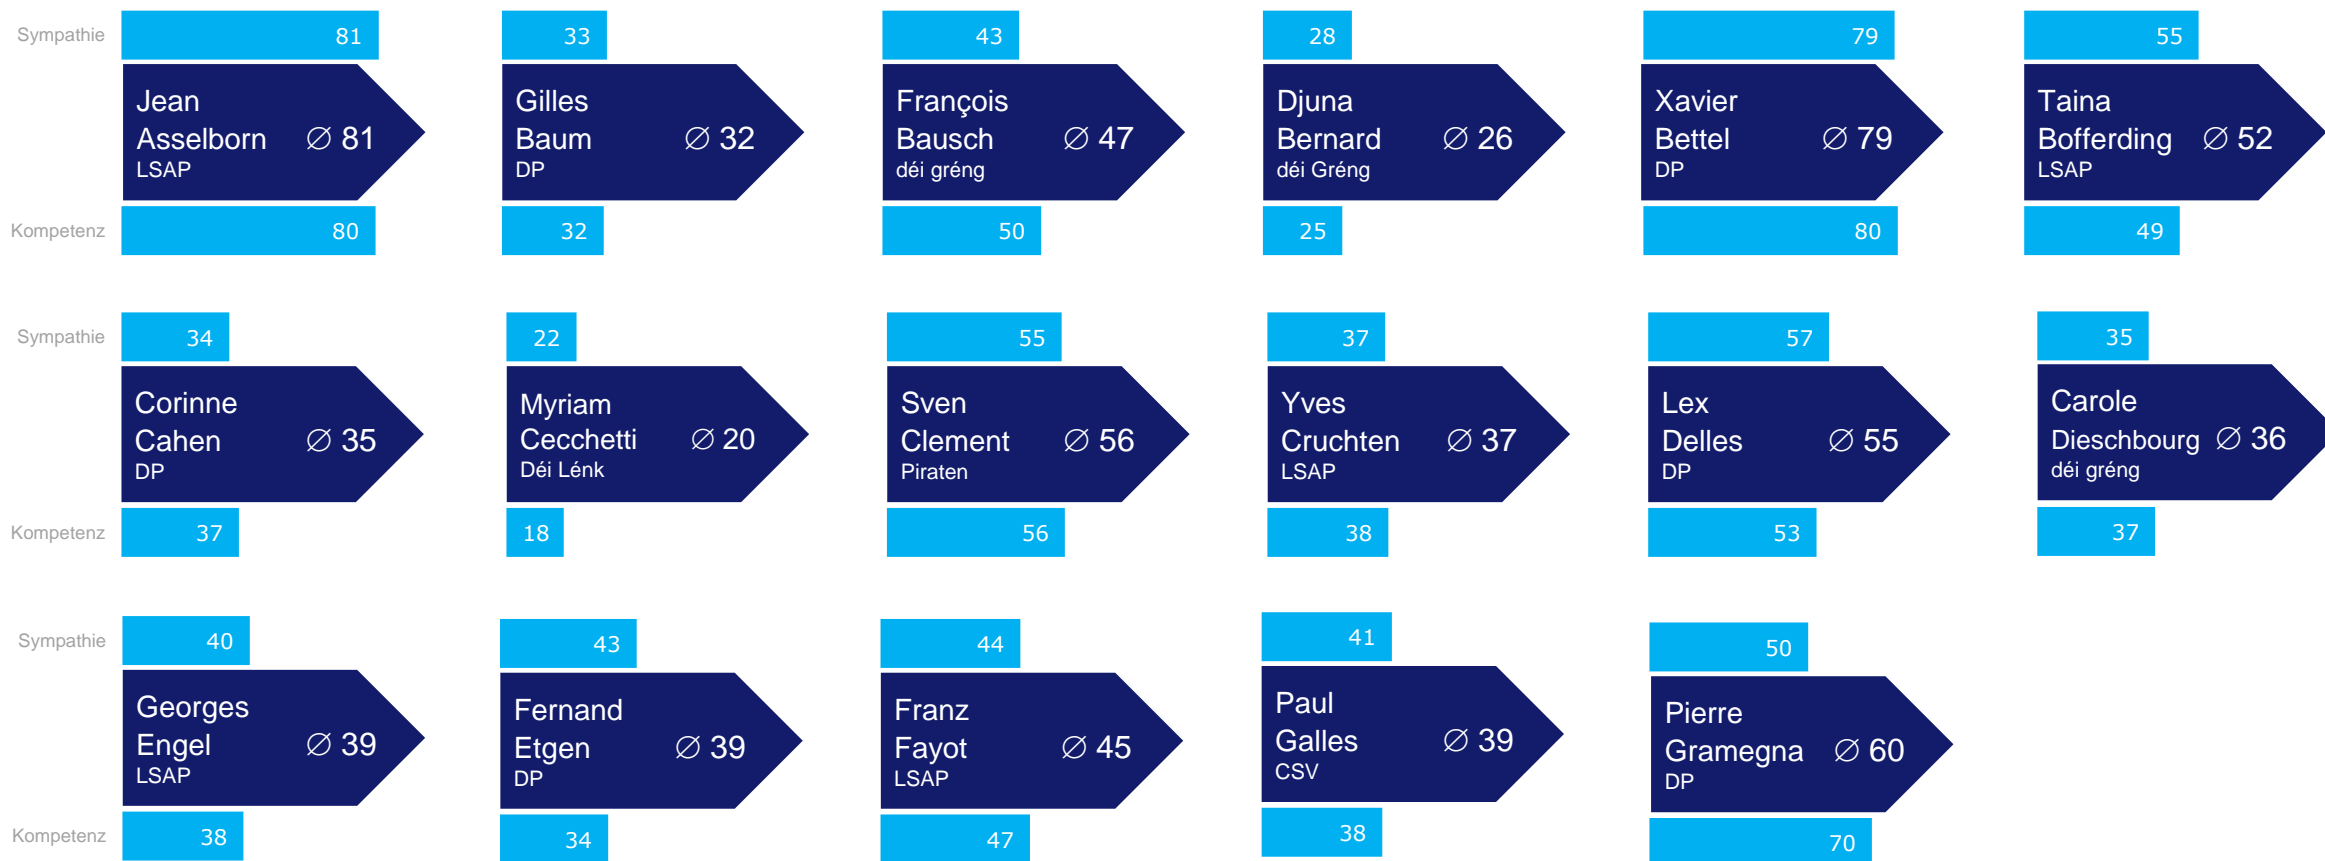 Sympathie 81 33 43 28 79 55
Jean Gilles François Djuna Xavier Taina
Asselborn ∅ 81 Baum ∅ 32 Bausch ∅ 47 Bernard ∅ 26 Bettel ∅ 79 Bofferding ∅ 52
LSAP DP déi gréng déi Gréng DP LSAP
Kompetenz 80 32 50 25 80 49
Sympathie 34 22 55 37 57 35
Corinne Myriam Sven Yves Lex Carole
Cahen ∅ 35 Cecchetti ∅ 20 Clement ∅ 56 Cruchten ∅ 37 Delles ∅ 55 Dieschbourg ∅ 36
DP Déi Lénk Piraten LSAP DP déi gréng
Kompetenz 37 18 56 38 53 37
Sympathie 40 43 44 41 50
Georges Fernand Franz Paul Pierre
Engel ∅ 39 Etgen ∅ 39 Fayot ∅ 45 Galles ∅ 39 Gramegna ∅ 60
LSAP DP LSAP CSV DP
Kompetenz 38 34 47 38 70